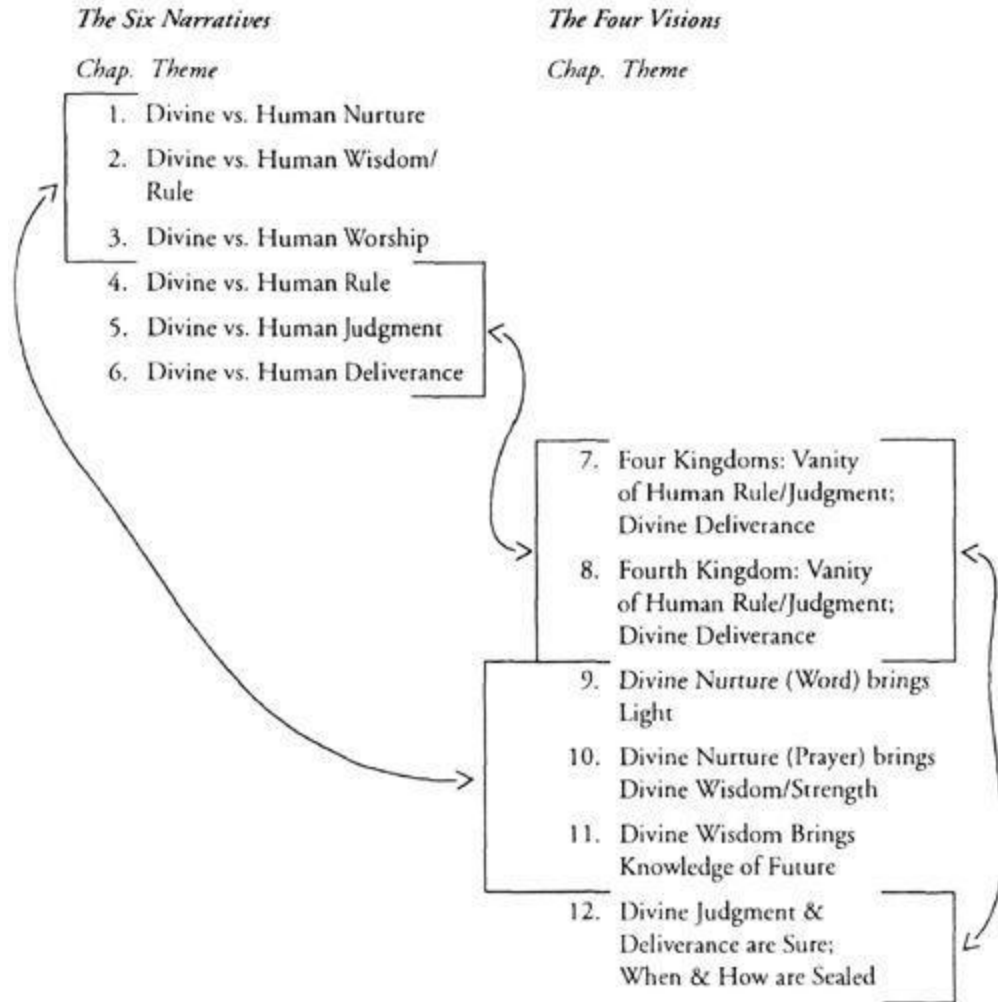 The Six Narratives
Chap. Theme
1. Divine vs. Human Nurture
2. Divine vs. Human Wisdom/
Rule
3. Divine vs. Human Worship
4. Divine vs. Human Rule
5. Divine vs. Human Judgment
6. Divine vs. Human Deliverance
The Four Visions
Chap. Theme
7. Four Kingdoms: Vanity
of Human Rule/Judgment;
Divine Deliverance
8. Fourth Kingdom: Vanity
of Human Rule/Judgment;
Divine Deliverance
9. Divine Nurture (Word) brings
Light
10. Divine Nurture (Prayer) brings
Divine Wisdom/Strength
11. Divine Wisdom Brings
Knowledge of Future
12. Divine Judgment &
Deliverance are Sure;
When & How are Sealed